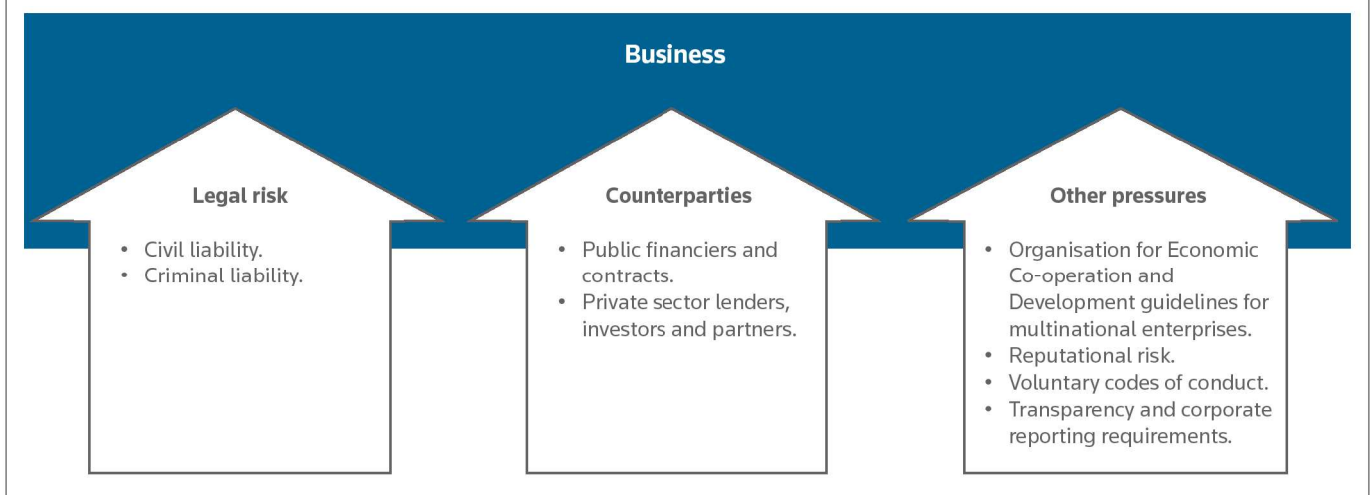 Business
Legal risk
• Civil liability.
• Criminal liability.
Counterparties
• Public financiers and
contracts.
• Private sector lenders,
investors and partners.
Other pressures
• Organisation for Economic
Co-operation and
Development guidelines for
multinational enterprises.
• Reputational risk.
• Voluntary codes of conduct.
• Transparency and corporate
reporting requirements.